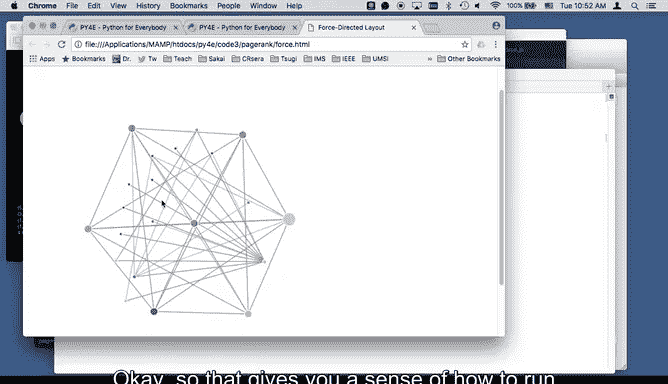 Chrome File Edit View History Bookmarks People Window Help 100% Tue 10:52 AM
PY4E - Python for Everybody PY4E - Python for Everybody Force-Directed Layout
file:///Applications/MAMP/htdocs/py4e/code3/pagerank/force.html
Apps Bookmarks Dr. Tw Teach Sakai CRsera Tsugi IMS IEEE UMSI » Other Bookmarks
Okay, so that gives you a sense of how to run